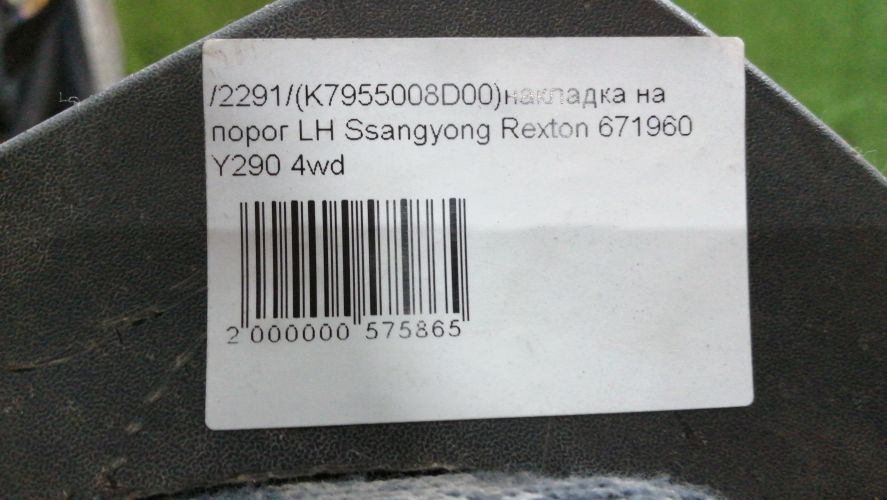 /2291/(K7955008D00)накладка на
порог LH Ssangyong Rexton 671960
Y290 4wd
2 000000 575865